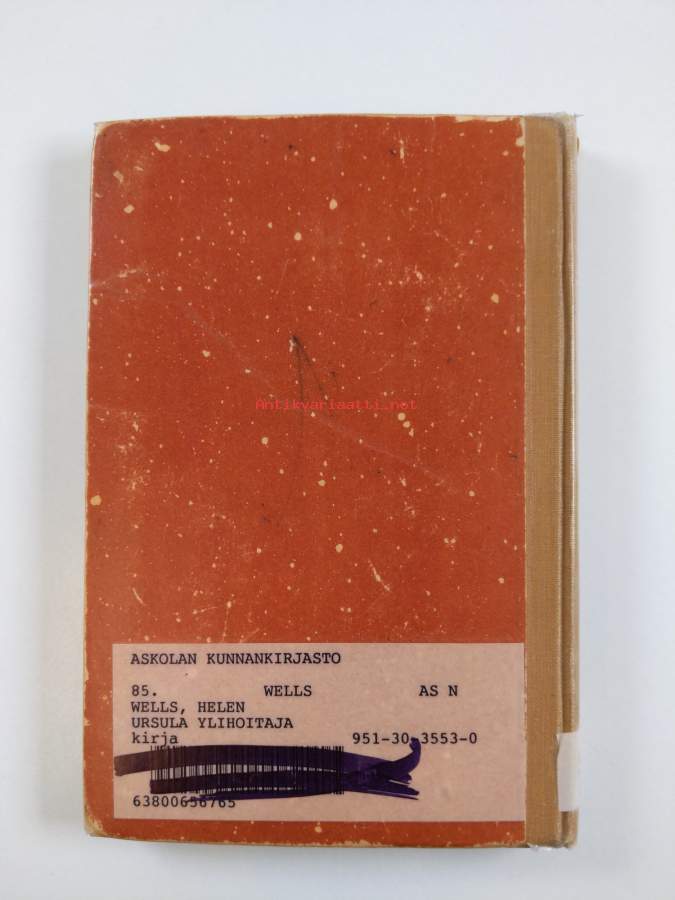 Antikvariaatti.net
ASKOLAN KUNNANKIRJASTO
85. WELLS AS N
WELLS, HELEN
URSULA YLIHOITAJA
kirja 951-30-3553-0
63800656765